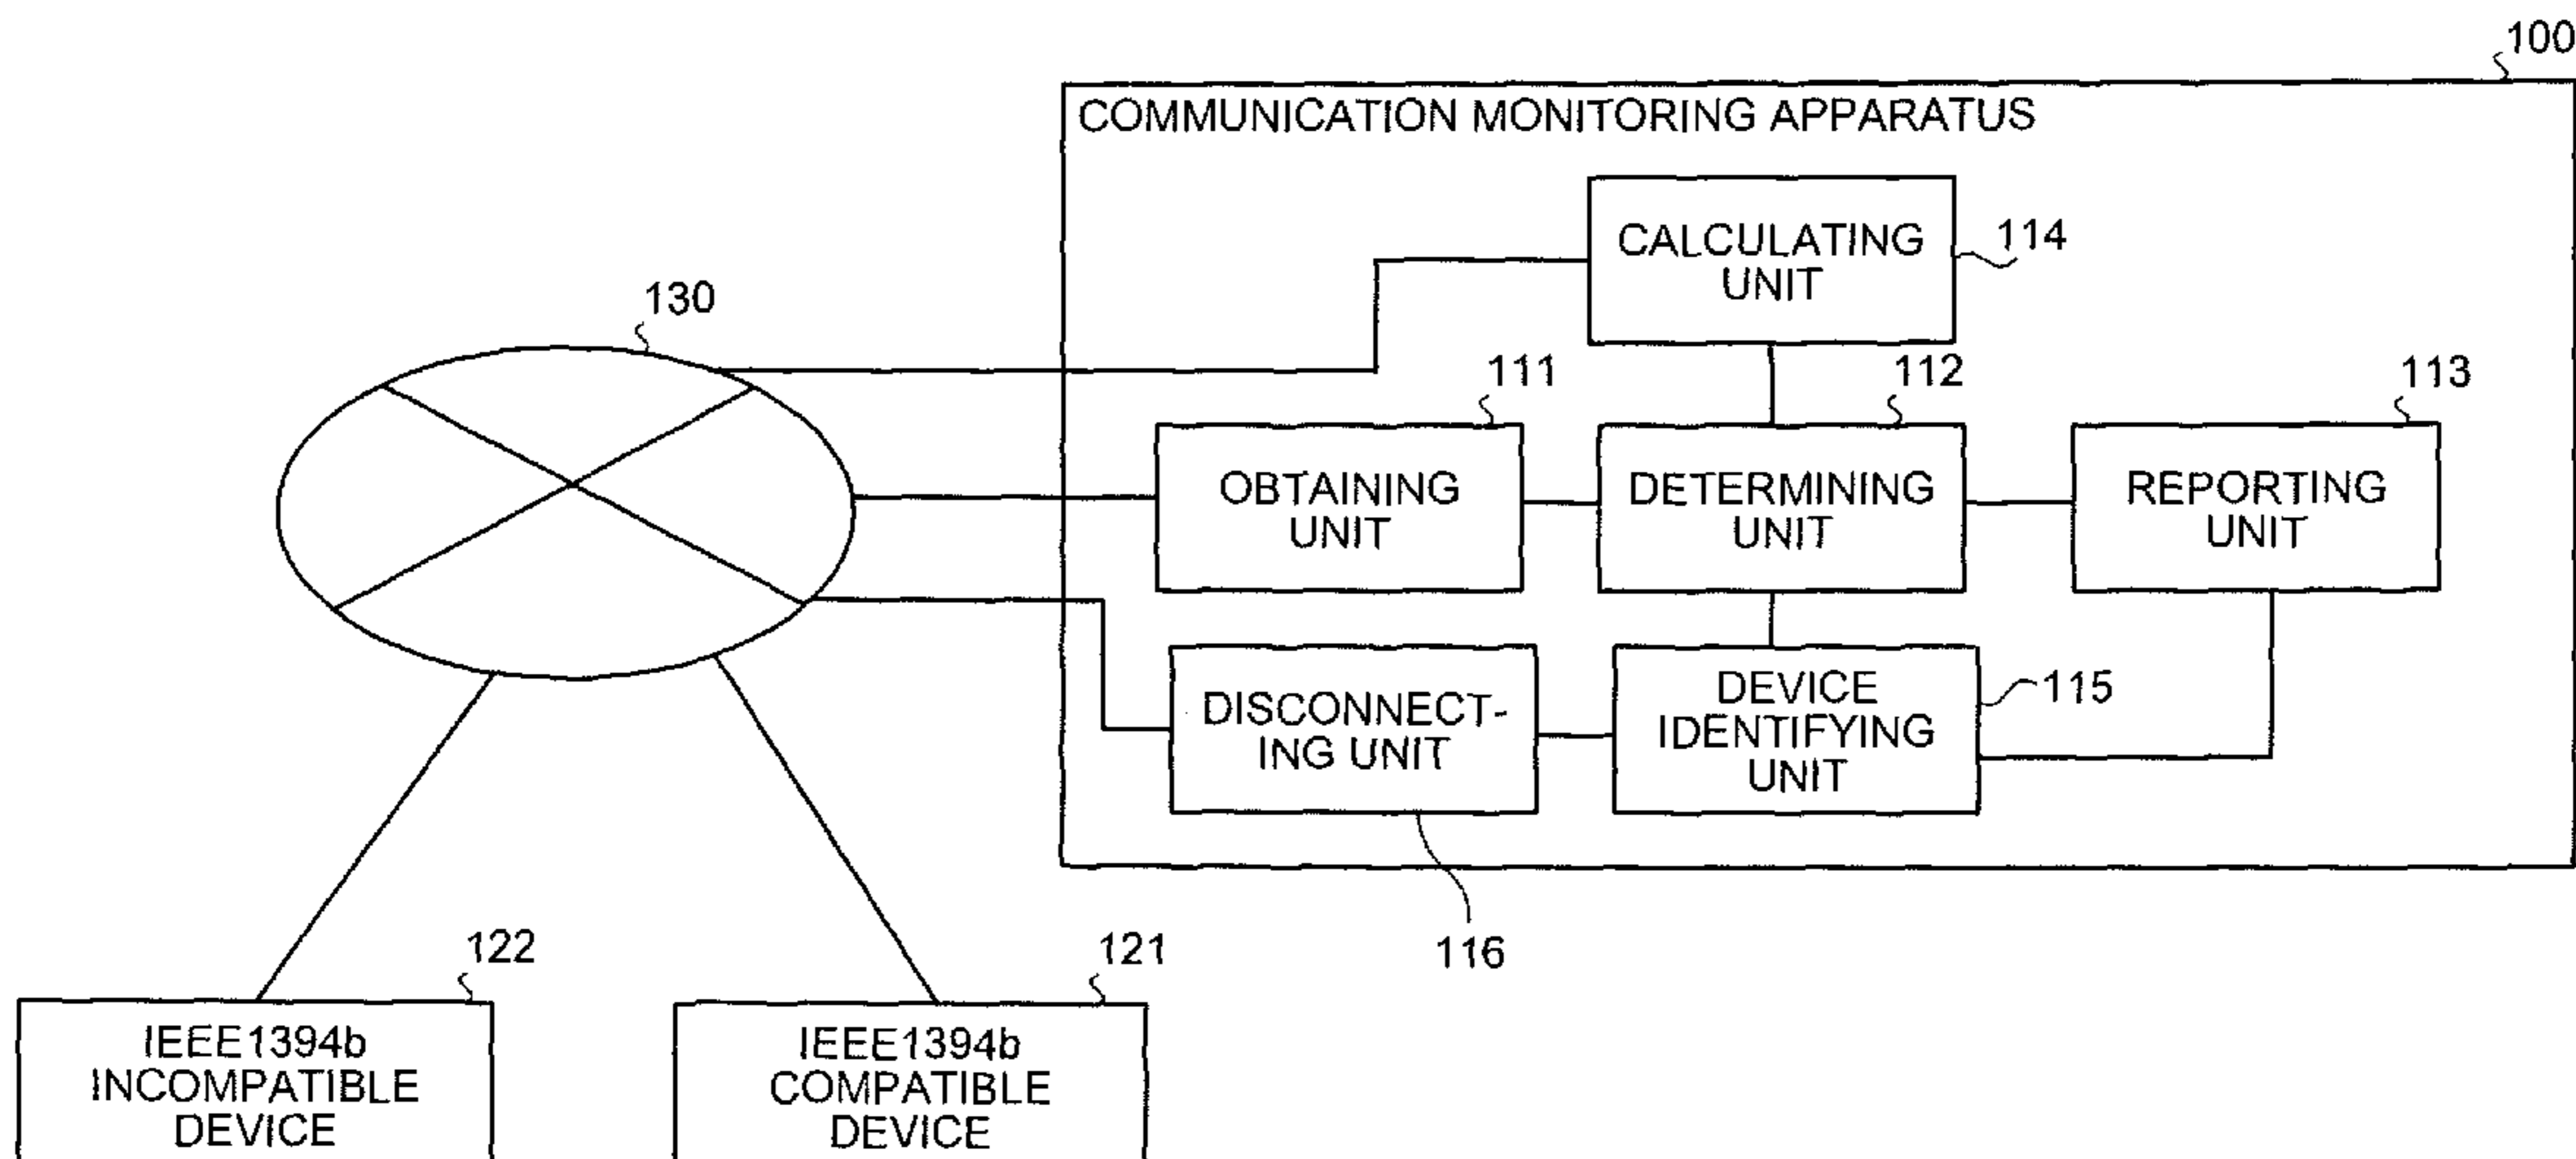 100
COMMUNICATION MONITORING APPARATUS
CALCULATING
UNIT
114
130
111
112
113
OBTAINING
UNIT
DETERMINING
UNIT
REPORTING
UNIT
DISCONNECT-
ING UNIT
DEVICE
IDENTIFYING
UNIT
115
116
122
121
IEEE1394b
INCOMPATIBLE
DEVICE
IEEE1394b
COMPATIBLE
DEVICE